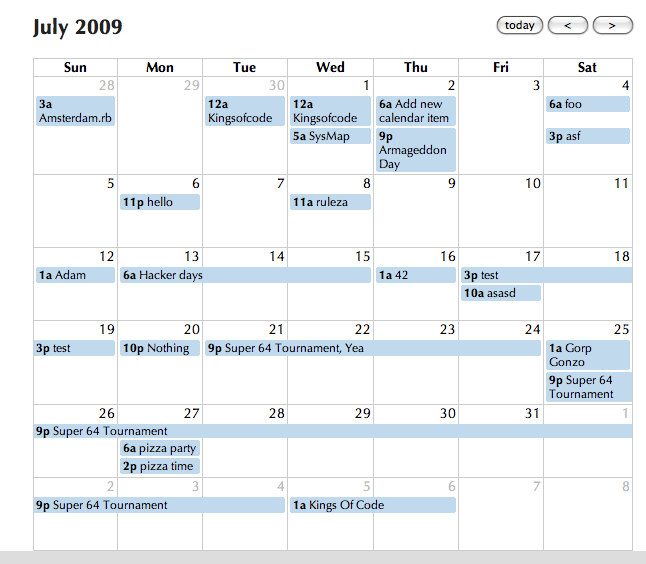 July 2009
today < >
Sun Mon Tue Wed Thu Fri Sat
28 29 30 1 2 3 4
3a
Amsterdam.rb
12a
Kingsofcode
12a
Kingsofcode
5a SysMap
6a Add new
calendar item
9p
Armageddon
Day
6a foo
3p asf
5 6 7 8 9 10 11
11p hello
11a ruleza
12 13 14 15 16 17 18
1a Adam
6a Hacker days
1a 42
3p test
10a asasd
19 20 21 22 23 24 25
3p test
10p Nothing
9p Super 64 Tournament, Yea
1a Gorp
Gonzo
9p Super 64
Tournament
26 27 28 29 30 31 1
9p Super 64 Tournament
6a pizza party
2p pizza time
2 3 4 5 6 7 8
9p Super 64 Tournament
1a Kings Of Code